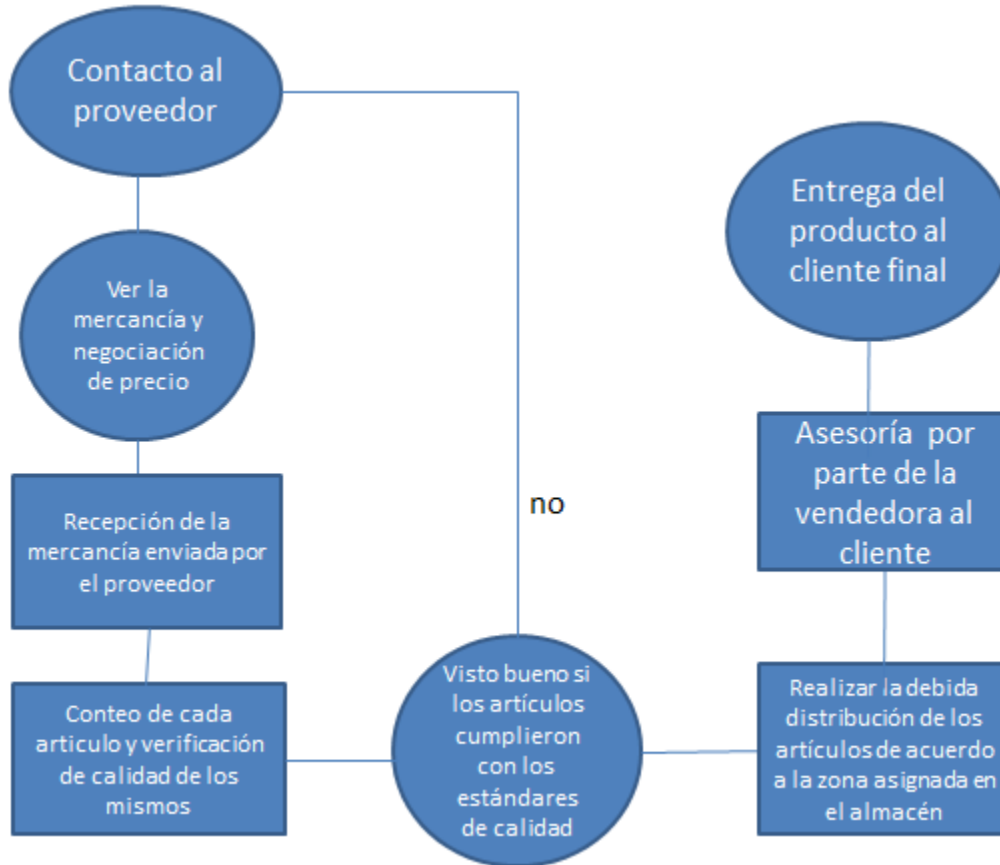 Contacto al
proveedor
Ver la
mercancía y
negociación
de precio
Recepción de la
mercancía enviada por
el proveedor
Conteo de cada
articulo y verificación
de calidad de los
mismos
no
Visto bueno si
los artículos
cumplieron
con los
estándares
de calidad
Realizar la debida
distribución de los
artículos de acuerdo
a la zona asignada en
el almacén
Asesoría por
parte de la
vendedora al
cliente
Entrega del
producto al
cliente final